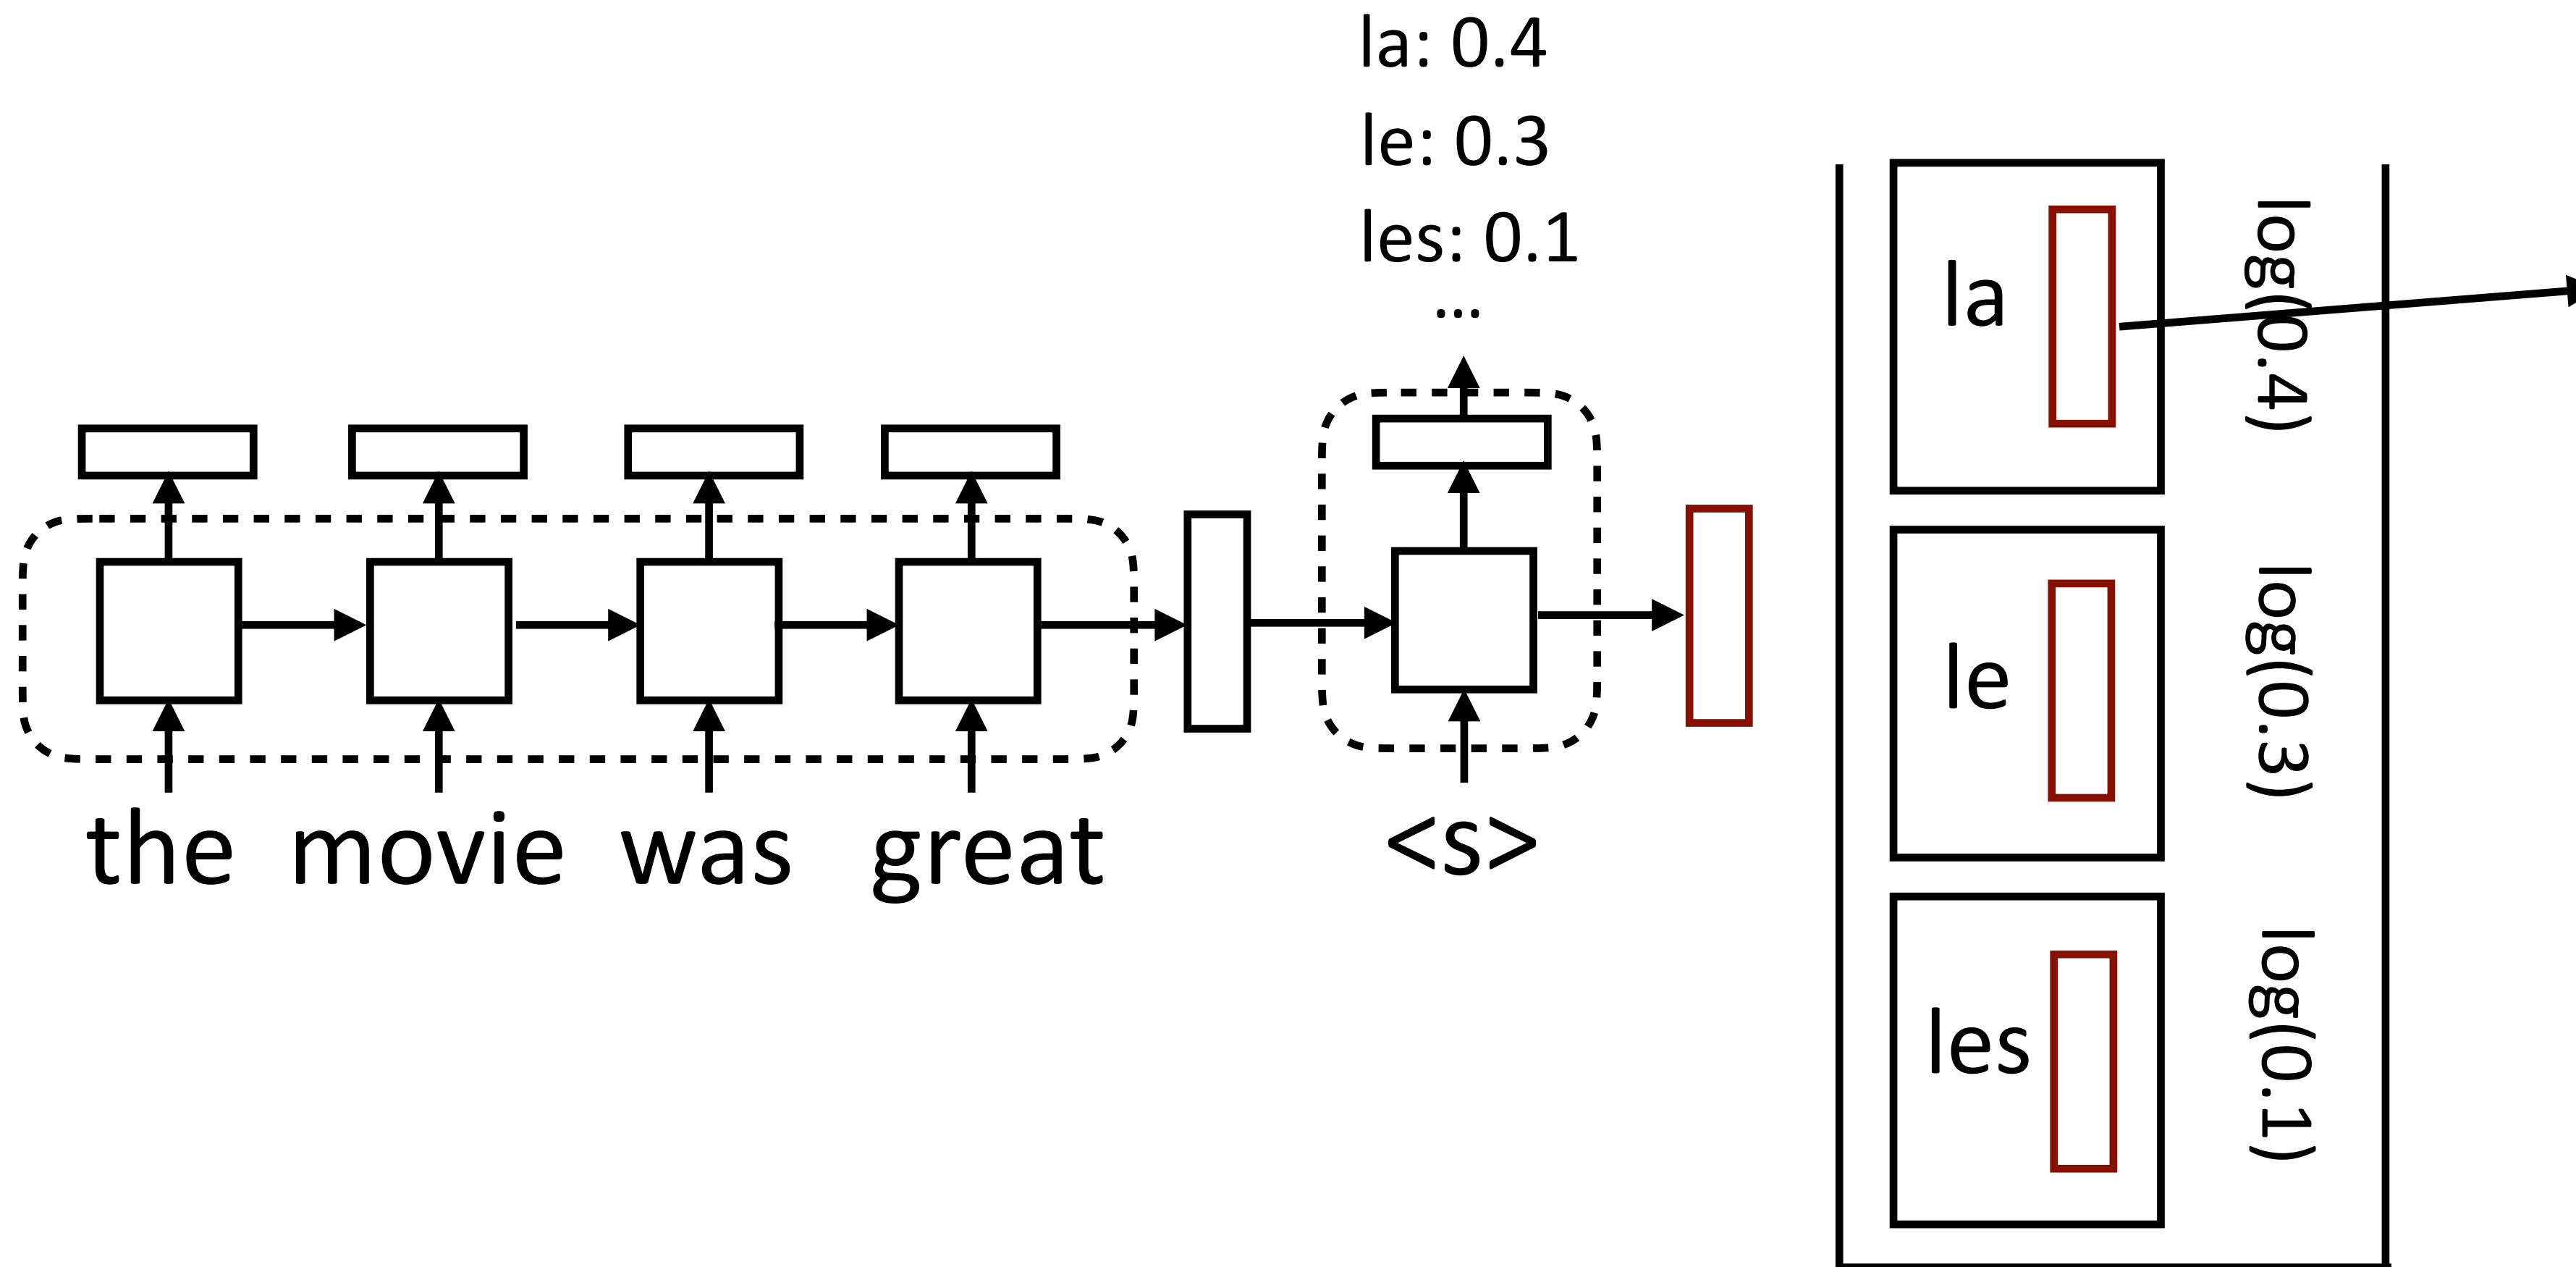 la: 0.4
le: 0.3
les: 0.1
...
the movie was great
<s>
la
log(0.4)
le
log(0.3)
les
log(0.1)